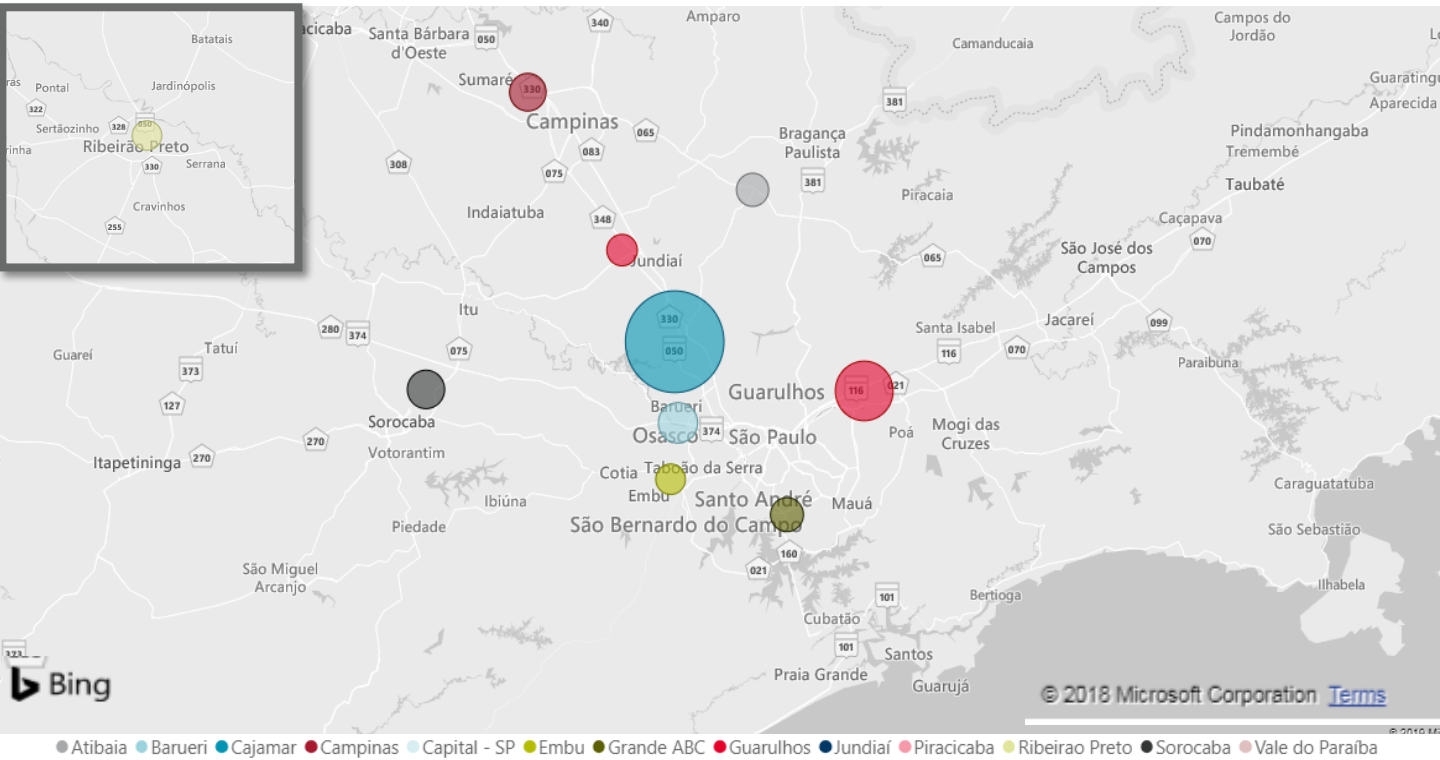 Batatais
Pontal
Jardinópolis
322
050
Sertãozinho
328
Ribeirão Preto
rinha
330
Serrana
Cravinhos
255
acicaba
Santa Bárbara
d'Oeste
050
340
Amparo
Campos do
Jordão
Camanducaia
Sumaré
330
381
Guaratingu
Aparecida
Campinas
065
Bragança
Paulista
Pindamonhangaba
Tremembé
083
308
075
381
Taubaté
Piracaia
Indaiatuba
348
Caçapava
070
São José dos
Campos
065
Jundiaí
Itu
330
280
374
Santa Isabel
Jacareí
099
Guareí
Tatuí
075
050
116
070
Paraibuna
373
127
Guarulhos
116
021
Barueri
Sorocaba
Osasco
374
São Paulo
Poá
Mogi das
Cruzes
270
Votorantim
Itapetininga
270
Cotia
Taboão da Serra
Caraguatatuba
Ibiúna
Embu
Santo André
Mauá
Piedade
São Bernardo do Campo
São Sebastião
160
021
São Miguel
Arcanjo
101
Bertioga
Ilhabela
Cubatão
101
Santos
373
Praia Grande
Guarujá
Bing
© 2018 Microsoft Corporation Terms
Atibaia Barueri Cajamar Campinas Capital - SP Embu Grande ABC Guarulhos Jundiaí Piracicaba Ribeirao Preto Sorocaba Vale do Paraíba